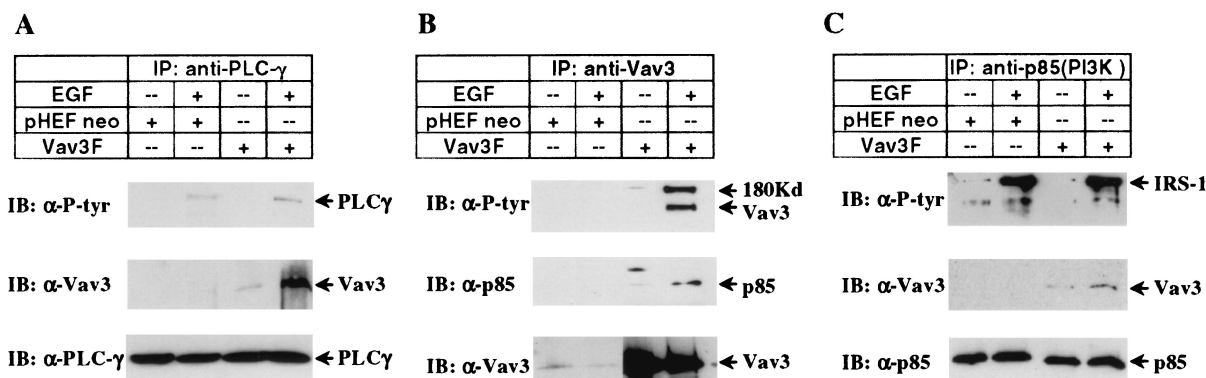 A
IP: anti-PLC-γ
EGF -- + -- +
pHEF neo + + -- --
Vav3F -- -- + +
IB: α-P-tyr
PLCγ
IB: α-Vav3
Vav3
IB: α-PLC-γ
PLCγ
B
IP: anti-Vav3
EGF -- + -- +
pHEF neo + + -- --
Vav3F -- -- + +
IB: α-P-tyr
180Kd
Vav3
IB: α-p85
p85
IB: α-Vav3
Vav3
C
IP: anti-p85(PI3K )
EGF -- + -- +
pHEF neo + + -- --
Vav3F -- -- + +
IB: α-P-tyr
IRS-1
IB: α-Vav3
Vav3
IB: α-p85
p85